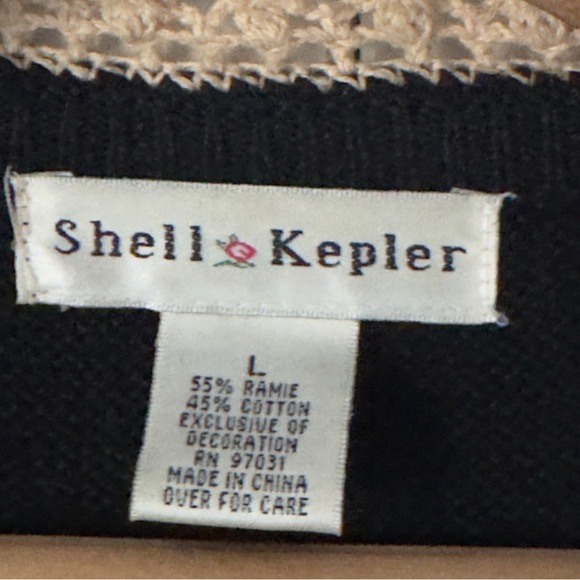 Shell Kepler
L
55% RAMIE
45% COTTON
EXCLUSIVE OF
DECORATION
RN 97031
MADE IN CHINA
OVER FOR CARE